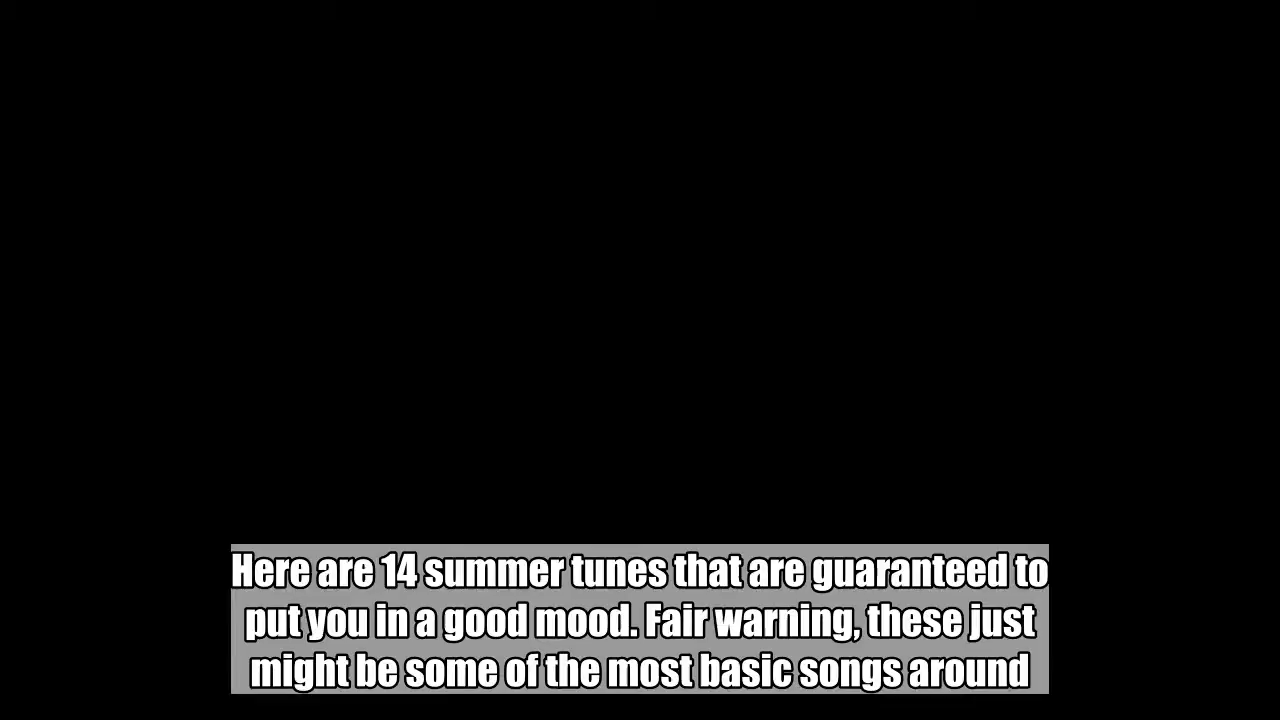 Here are 14 summer tunes that are guaranteed to
put you in a good mood. Fair warning, these just
might be some of the most basic songs around